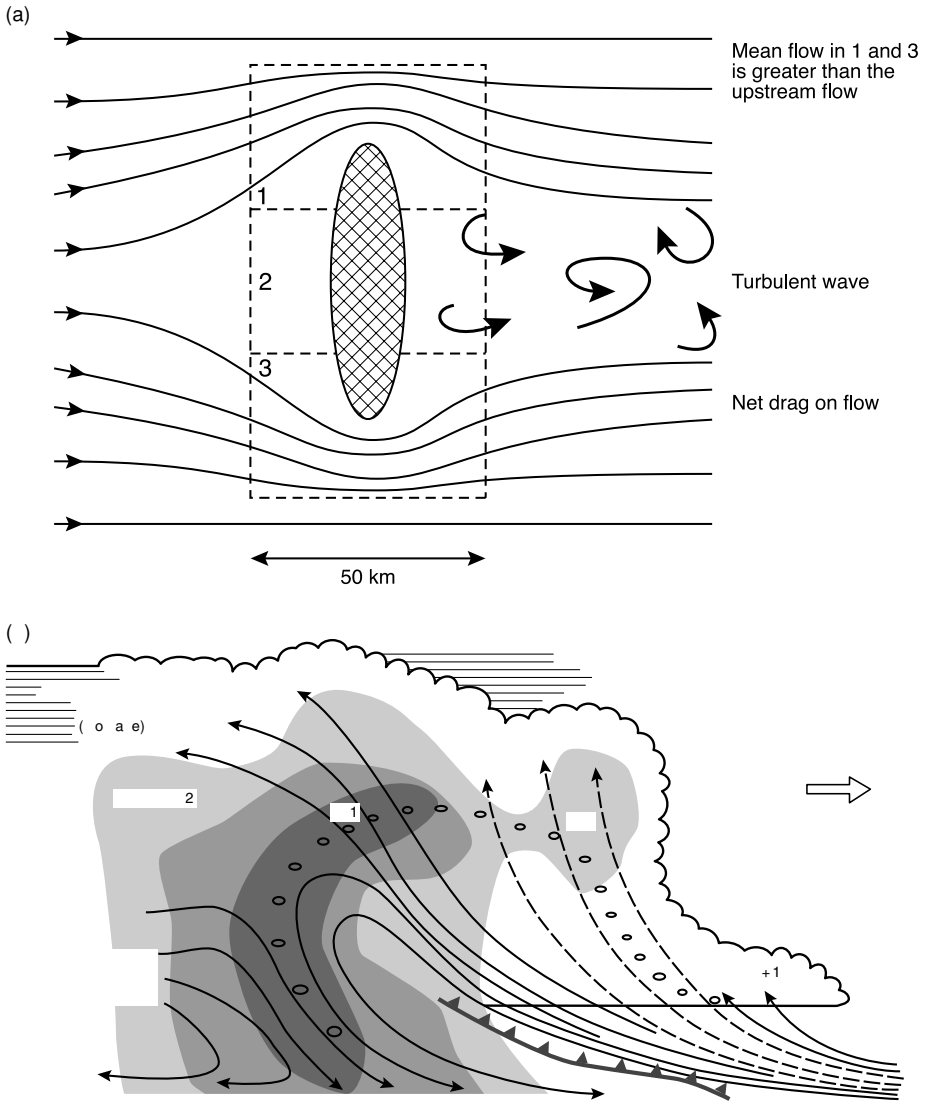 (a)
Mean flow in 1 and 3
is greater than the
upstream flow
1
2
Turbulent wave
3
Net drag on flow
50 km
( )
( o a e)
2
1
+1